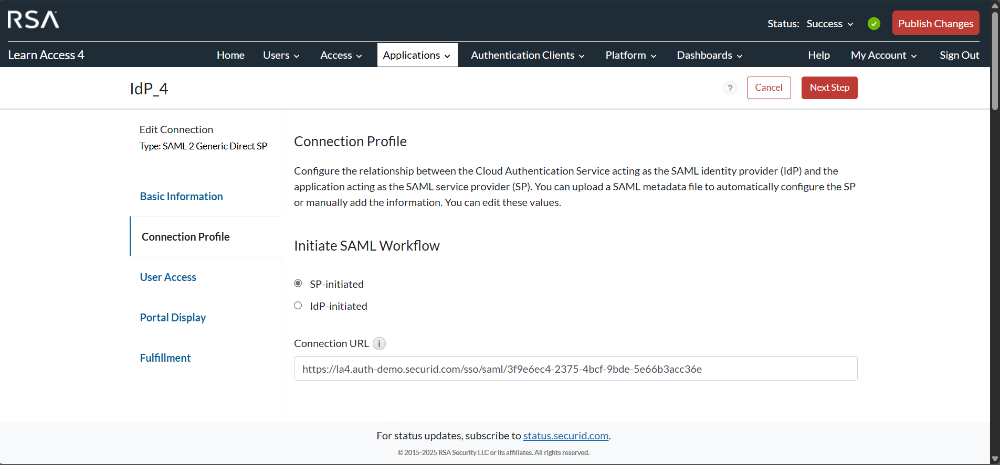 RSA
Status: Success
Publish Changes
Learn Access 4
Home
Users
Access
Applications
Authentication Clients
Platform
Dashboards
Help
My Account
Sign Out
IdP_4
?
Cancel
Next Step
Edit Connection
Type: SAML 2 Generic Direct SP
Basic Information
Connection Profile
User Access
Portal Display
Fulfillment
Connection Profile
Configure the relationship between the Cloud Authentication Service acting as the SAML identity provider (IdP) and the
application acting as the SAML service provider (SP). You can upload a SAML metadata file to automatically configure the SP
or manually add the information. You can edit these values.
Initiate SAML Workflow
SP-initiated
IdP-initiated
Connection URL i
https://la4.auth-demo.securid.com/sso/saml/3f9e6ec4-2375-4bcf-9bde-5e66b3acc36e
For status updates, subscribe to status.securid.com.
© 2015-2025 RSA Security LLC or its affiliates. All rights reserved.